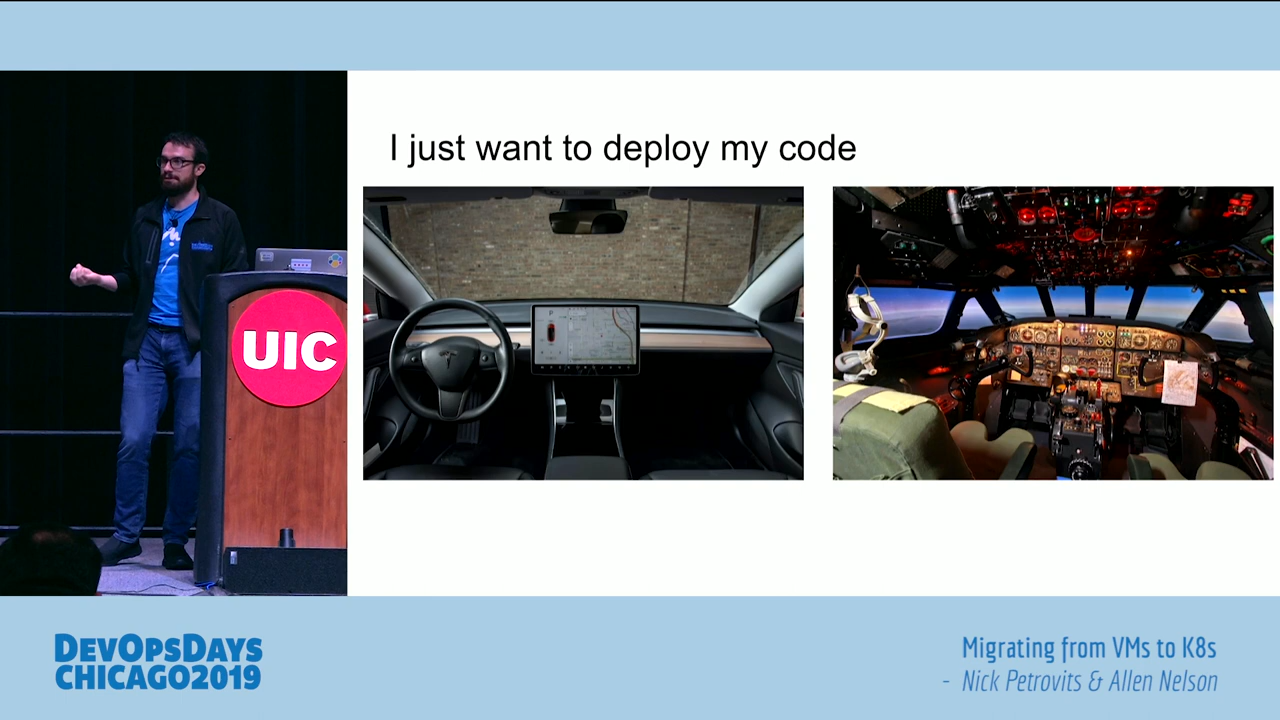 I just want to deploy my code
UIC
DEVOPSDAYS
CHICAGO2019
Migrating from VMs to K8s
- Nick Petrovits & Allen Nelson